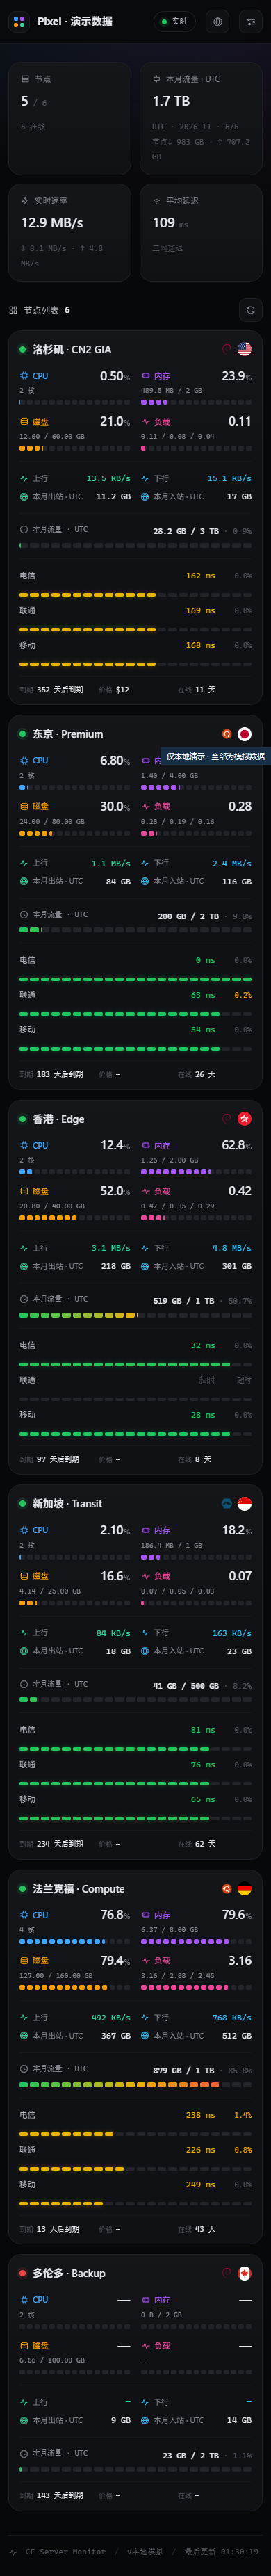 Pixel · 演示数据
实时
节点
5 / 6
5 在线
本月流量 · UTC
1.7 TB
UTC · 2026-11 · 6/6
节点↓ 983 GB · ↑ 707.2
GB
实时速率
12.9 MB/s
↓ 8.1 MB/s · ↑ 4.8
MB/s
平均延迟
109 ms
三网延迟
节点列表 6
洛杉矶 · CN2 GIA
CPU 0.50%
2 核
内存 23.9%
489.5 MB / 2 GB
磁盘 21.0%
12.60 / 60.00 GB
负载 0.11
0.11 / 0.08 / 0.04
上行 13.5 KB/s
下行 15.1 KB/s
本月出站 · UTC 11.2 GB
本月入站 · UTC 17 GB
本月流量 · UTC 28.2 GB / 3 TB · 0.9%
电信 162 ms 0.0%
联通 169 ms 0.0%
移动 168 ms 0.0%
到期 352 天后到期 价格 $12 在线 11 天
东京 · Premium
仅本地演示 · 全部为模拟数据
CPU 6.80%
2 核
1.40 / 4.00 GB
磁盘 30.0%
24.00 / 80.00 GB
负载 0.28
0.28 / 0.19 / 0.16
上行 1.1 MB/s
下行 2.4 MB/s
本月出站 · UTC 84 GB
本月入站 · UTC 116 GB
本月流量 · UTC 200 GB / 2 TB · 9.8%
电信 0 ms 0.0%
联通 63 ms 0.2%
移动 54 ms 0.0%
到期 183 天后到期 价格 — 在线 26 天
香港 · Edge
CPU 12.4%
2 核
内存 62.8%
1.26 / 2.00 GB
磁盘 52.0%
20.80 / 40.00 GB
负载 0.42
0.42 / 0.35 / 0.29
上行 3.1 MB/s
下行 4.8 MB/s
本月出站 · UTC 218 GB
本月入站 · UTC 301 GB
本月流量 · UTC 519 GB / 1 TB · 50.7%
电信 32 ms 0.0%
联通 超时 超时
移动 28 ms 0.0%
到期 97 天后到期 价格 — 在线 8 天
新加坡 · Transit
CPU 2.10%
2 核
内存 18.2%
186.4 MB / 1 GB
磁盘 16.6%
4.14 / 25.00 GB
负载 0.07
0.07 / 0.05 / 0.03
上行 84 KB/s
下行 163 KB/s
本月出站 · UTC 18 GB
本月入站 · UTC 23 GB
本月流量 · UTC 41 GB / 500 GB · 8.2%
电信 81 ms 0.0%
联通 76 ms 0.0%
移动 65 ms 0.0%
到期 234 天后到期 价格 — 在线 62 天
法兰克福 · Compute
CPU 76.8%
4 核
内存 79.6%
6.37 / 8.00 GB
磁盘 79.4%
127.00 / 160.00 GB
负载 3.16
3.16 / 2.88 / 2.45
上行 492 KB/s
下行 768 KB/s
本月出站 · UTC 367 GB
本月入站 · UTC 512 GB
本月流量 · UTC 879 GB / 1 TB · 85.8%
电信 238 ms 1.4%
联通 226 ms 0.8%
移动 249 ms 0.0%
到期 13 天后到期 价格 — 在线 43 天
多伦多 · Backup
CPU —
2 核
内存 —
0 B / 2 GB
磁盘 —
6.66 / 100.00 GB
负载 —
—
上行 —
下行 —
本月出站 · UTC 9 GB
本月入站 · UTC 14 GB
本月流量 · UTC 23 GB / 2 TB · 1.1%
到期 143 天后到期 价格 — 在线 —
CF-Server-Monitor / v本地模拟 / 最后更新 01:30:19